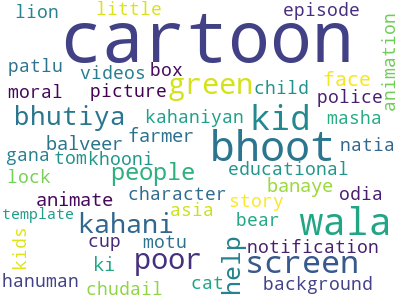 lion little episode
cartoon
patlu videos box green child face animation
moral picture police
bhutiya kahaniyan kid masha
balveer farmer bhoot natia
gana tom khooni people educational
lock banaye odia
animate character story
template asia wala
kahani bear
kids cup motu help notification
ki poor screen
hanuman chudail cat background